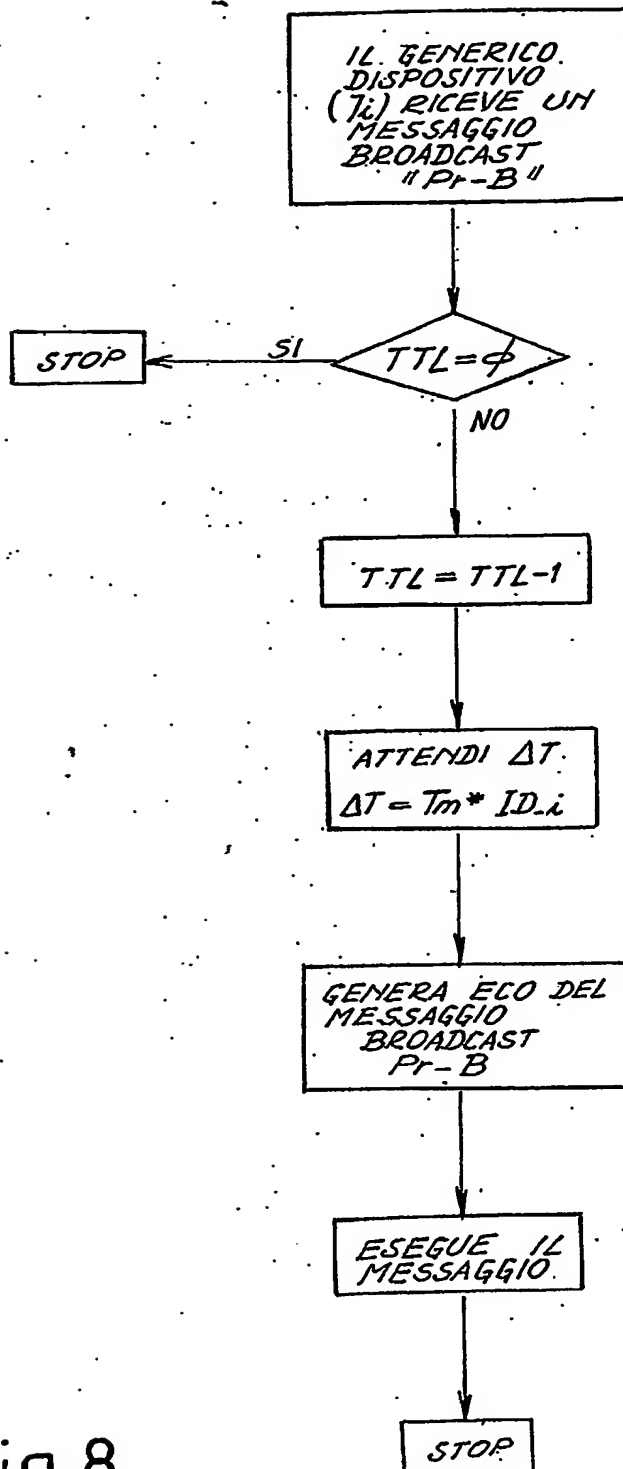 IL GENERICO
DISPOSITIVO
(Ji) RICEVE UN
MESSAGGIO
BROADCAST
"Pr-B"
TTL=ϕ
SI
STOP
NO
TTL = TTL-1
ATTENDI ΔT.
ΔT = Tm* ID-i
GENERA ECO DEL
MESSAGGIO
BROADCAST
Pr-B
ESEGUE IL
MESSAGGIO.
STOP
ig.8